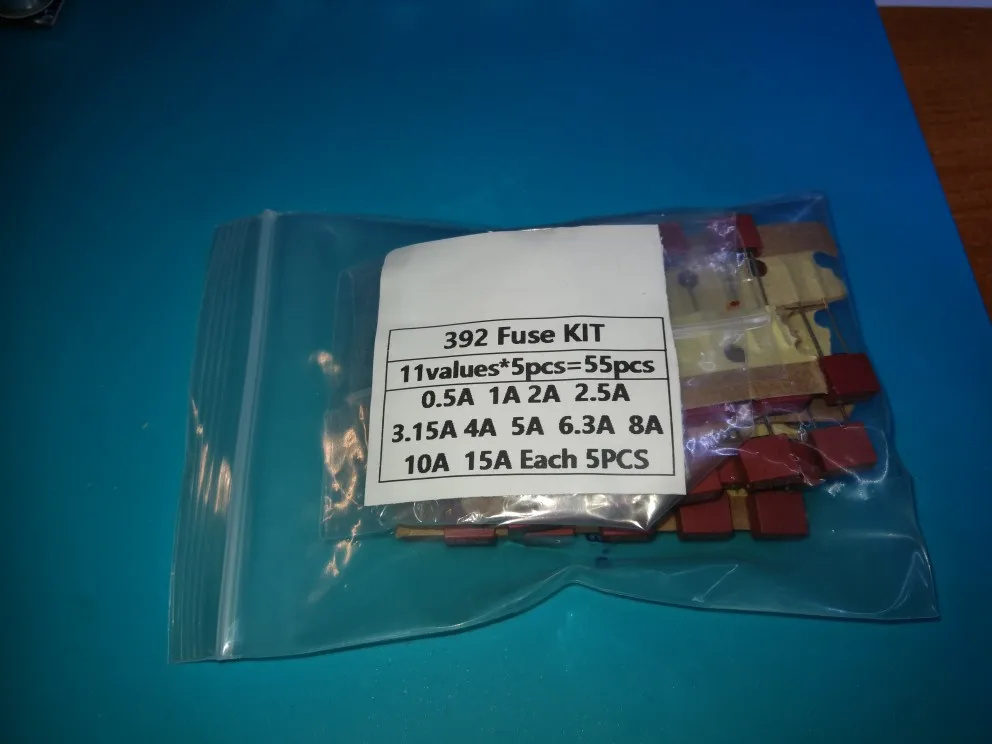 392 Fuse KIT
11values*5pcs=55pcs
0.5A 1A 2A 2.5A
3.15A 4A 5A 6.3A 8A
10A 15A Each 5PCS